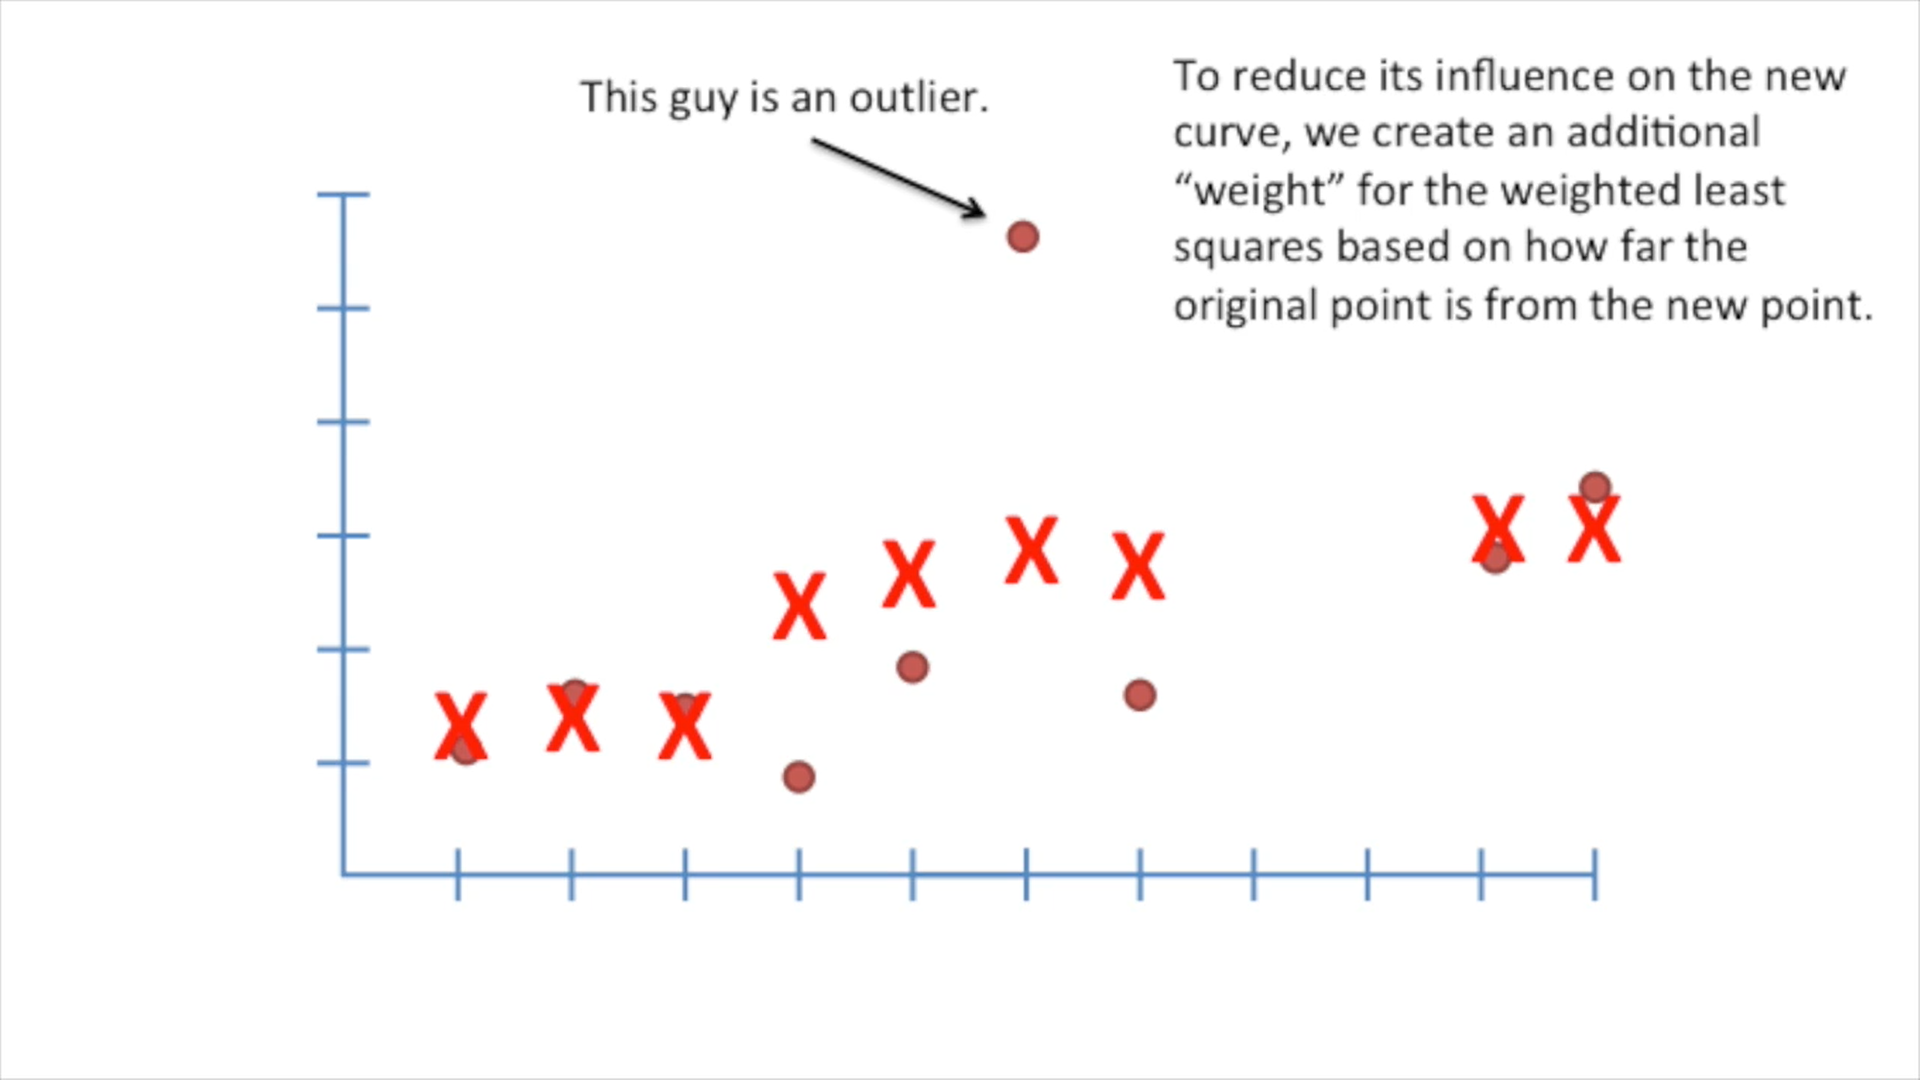 This guy is an outlier.
To reduce its influence on the new
curve, we create an additional
“weight” for the weighted least
squares based on how far the
original point is from the new point.
X X X X X X X X X